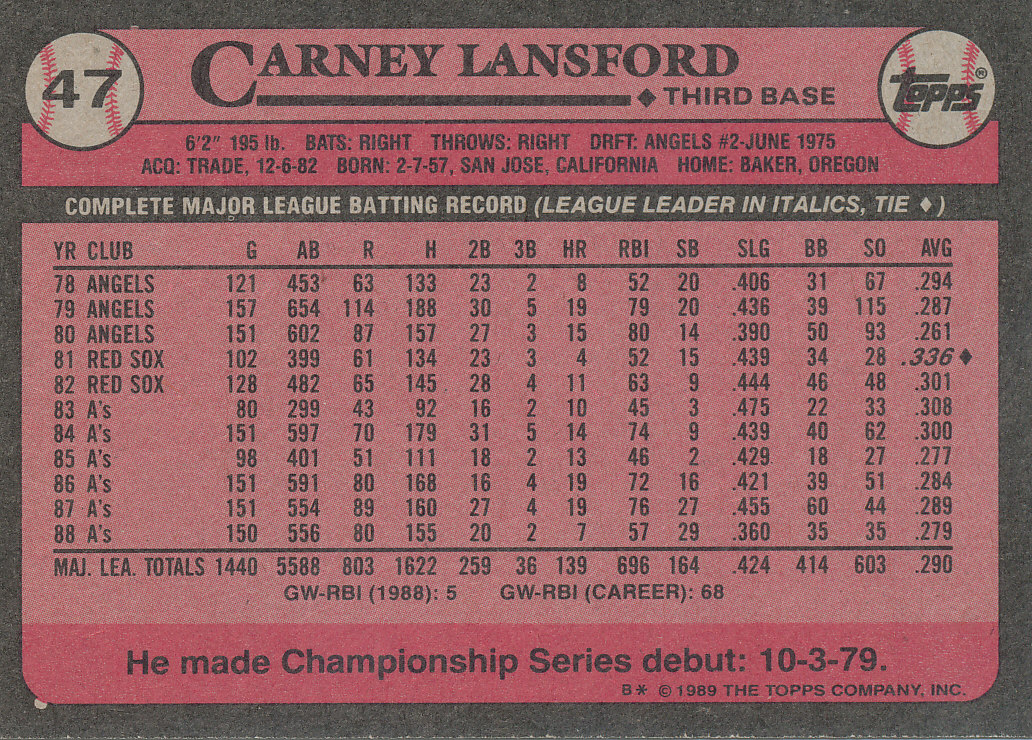 47
CARNEY LANSFORD
◆ THIRD BASE
topps®
6'2" 195 lb. BATS: RIGHT THROWS: RIGHT DRFT: ANGELS #2-JUNE 1975
ACQ: TRADE, 12-6-82 BORN: 2-7-57, SAN JOSE, CALIFORNIA HOME: BAKER, OREGON
COMPLETE MAJOR LEAGUE BATTING RECORD (LEAGUE LEADER IN ITALICS, TIE ♦)
YR CLUB G AB R H 2B 3B HR RBI SB SLG BB SO AVG
78 ANGELS 121 453 63 133 23 2 8 52 20 .406 31 67 .294
79 ANGELS 157 654 114 188 30 5 19 79 20 .436 39 115 .287
80 ANGELS 151 602 87 157 27 3 15 80 14 .390 50 93 .261
81 RED SOX 102 399 61 134 23 3 4 52 15 .439 34 28 .336 ♦
82 RED SOX 128 482 65 145 28 4 11 63 9 .444 46 48 .301
83 A's 80 299 43 92 16 2 10 45 3 .475 22 33 .308
84 A's 151 597 70 179 31 5 14 74 9 .439 40 62 .300
85 A's 98 401 51 111 18 2 13 46 2 .429 18 27 .277
86 A's 151 591 80 168 16 4 19 72 16 .421 39 51 .284
87 A's 151 554 89 160 27 4 19 76 27 .455 60 44 .289
88 A's 150 556 80 155 20 2 7 57 29 .360 35 35 .279
MAJ. LEA. TOTALS 1440 5588 803 1622 259 36 139 696 164 .424 414 603 .290
GW-RBI (1988): 5 GW-RBI (CAREER): 68
He made Championship Series debut: 10-3-79.
B* © 1989 THE TOPPS COMPANY, INC.